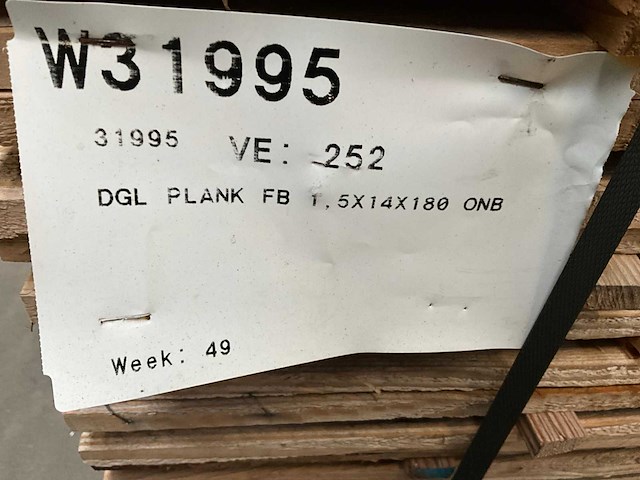 W31995
31995 VE: 252
DGL PLANK FB 1,5X14X180 ONB
Week: 49